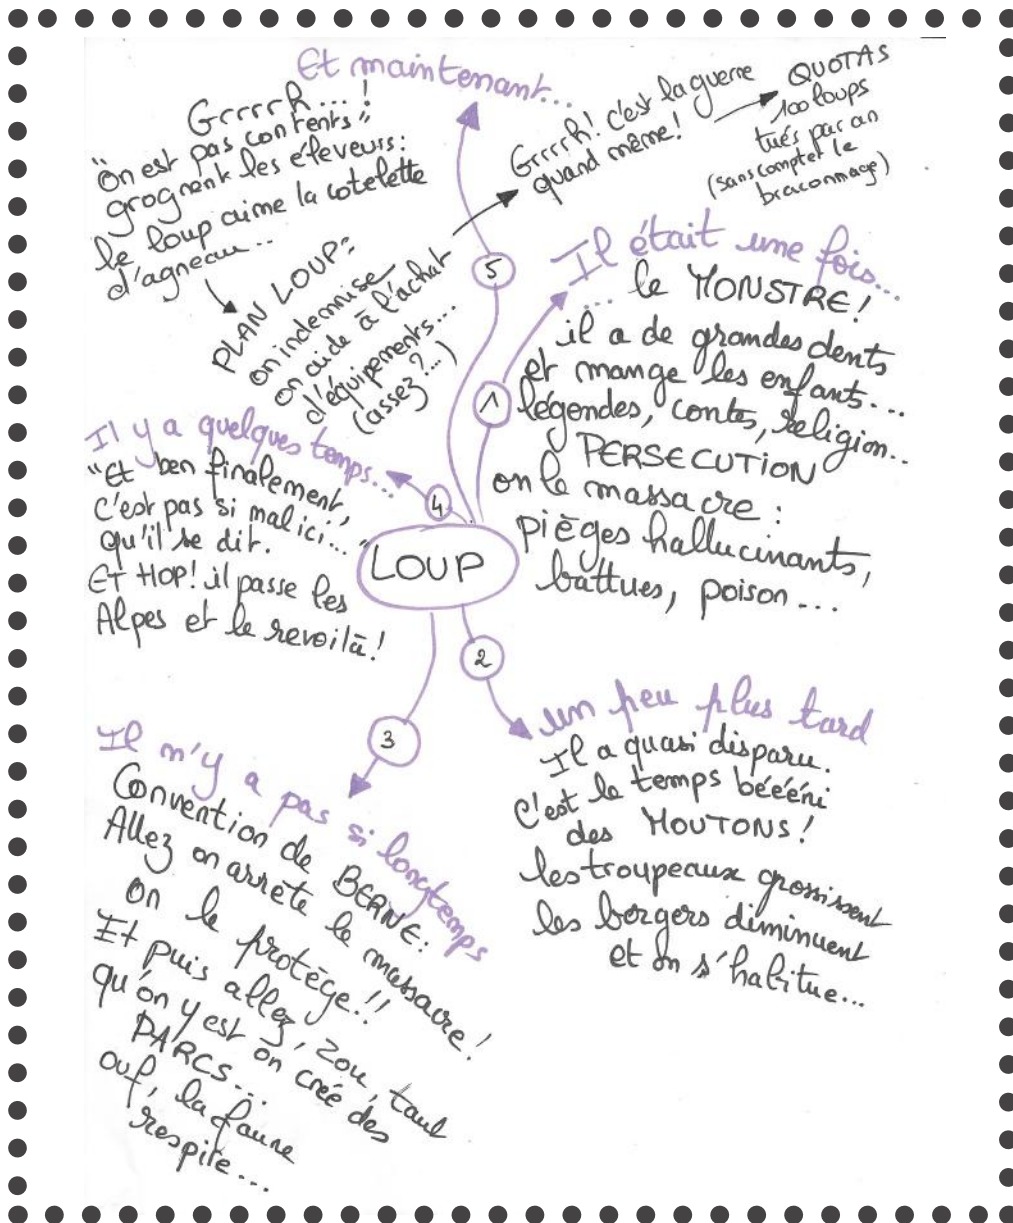 LOUP
1
Il était une fois...
... le MONSTRE!
il a de grandes dents
et mange les enfants...
légendes, contes, religion...
PERSECUTION
on le massacre :
pièges hallucinants,
battues, poison...
2
un peu plus tard
Il a quasi disparu.
C'est le temps béééni
des MOUTONS!
les troupeaux grossissent
les bergers diminuent
et on s'habitue...
3
Il n'y a pas si longtemps
Convention de BERNE:
Allez on arrête le massacre!
on le protège!!
Et puis allez, zou, tant
qu'on y est on créé des
PARCS...
ouf, la faune
respire...
4
Il y a quelques temps...
"Et ben finalement,
c'est pas si mal ici..."
qu'il se dit.
ET HOP! il passe les
Alpes et le revoilà!
5
Et maintenant...
Grrrrh...!
"on est pas contents",
grognent les éleveurs:
le loup aime la cotelette
d'agneau...
PLAN LOUP:
on indemnise
on aide à l'achat
d'équipements...
(assez?...)
Grrrrh! c'est la guerre
quand même!
QUOTAS
100 loups
tués par an
(sans compter le
braconnage)